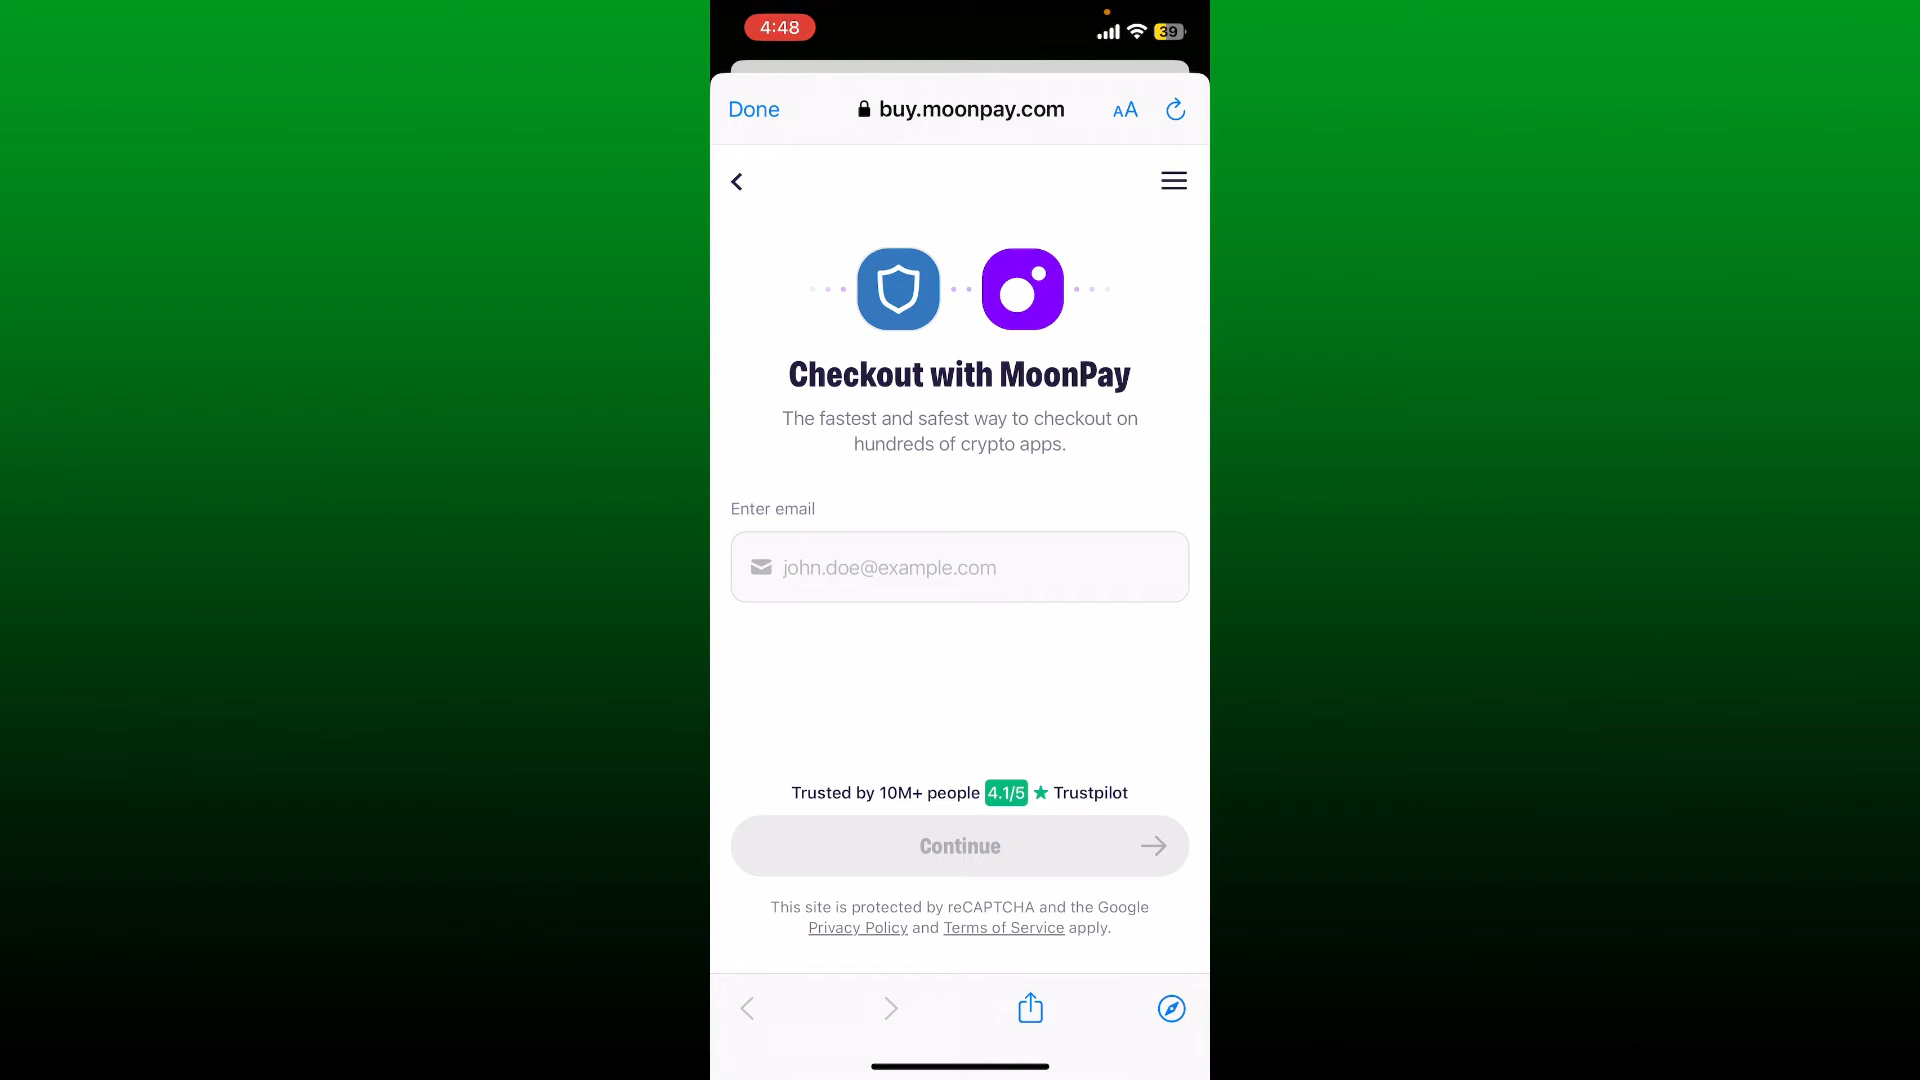 4:48
39
Done
buy.moonpay.com
AA
Checkout with MoonPay
The fastest and safest way to checkout on
hundreds of crypto apps.
Enter email
john.doe@example.com
Trusted by 10M+ people 4.1/5 ★ Trustpilot
Continue
This site is protected by reCAPTCHA and the Google
Privacy Policy and Terms of Service apply.